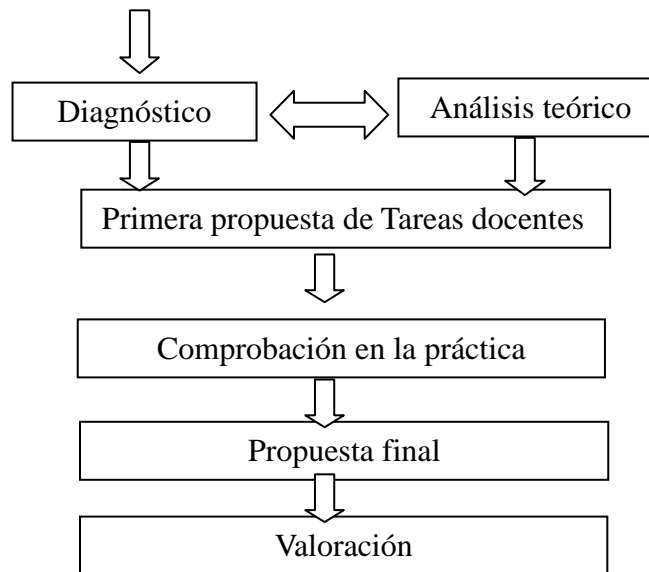 Diagnóstico
Análisis teórico
Primera propuesta de Tareas docentes
Comprobación en la práctica
Propuesta final
Valoración